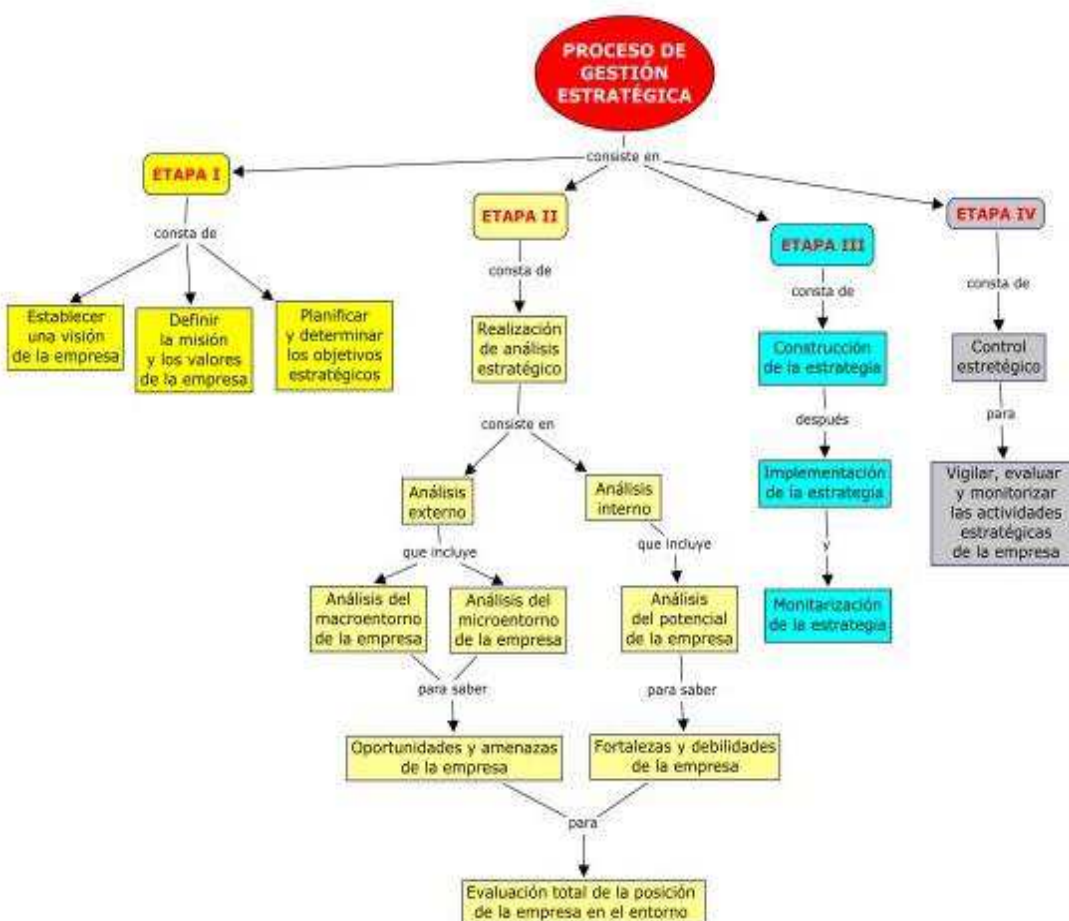 PROCESO DE
GESTIÓN
ESTRATÉGICA
consiste en
ETAPA I
consta de
Establecer
una visión
de la empresa
Definir
la misión
y los valores
de la empresa
Planificar
y determinar
los objetivos
estratégicos
ETAPA II
consta de
Realización
de análisis
estratégico
consiste en
Análisis
externo
que incluye
Análisis del
macroentorno
de la empresa
Análisis del
microentorno
de la empresa
para saber
Oportunidades y amenazas
de la empresa
Análisis
interno
que incluye
Análisis
del potencial
de la empresa
para saber
Fortalezas y debilidades
de la empresa
para
Evaluación total de la posición
de la empresa en el entorno
ETAPA III
consta de
Construcción
de la estrategia
después
Implementación
de la estrategia
y
Monitarización
de la estrategia
ETAPA IV
consta de
Control
estretégico
para
Vigilar, evaluar
y monitorizar
las actividades
estratégicas
de la empresa